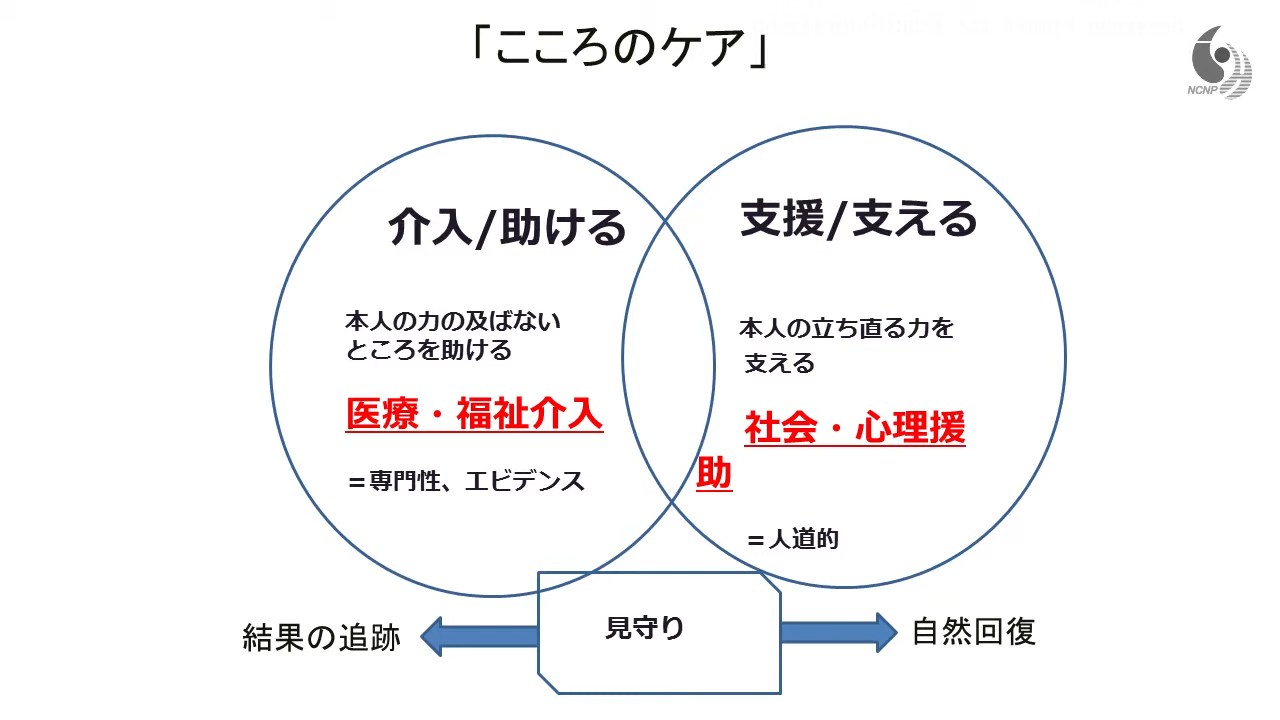 「こころのケア」
NCNP
介入/助ける
本人の力の及ばない
ところを助ける
医療・福祉介入
＝専門性、エビデンス
支援/支える
本人の立ち直る力を
支える
社会・心理援
助
＝人道的
見守り
結果の追跡
自然回復